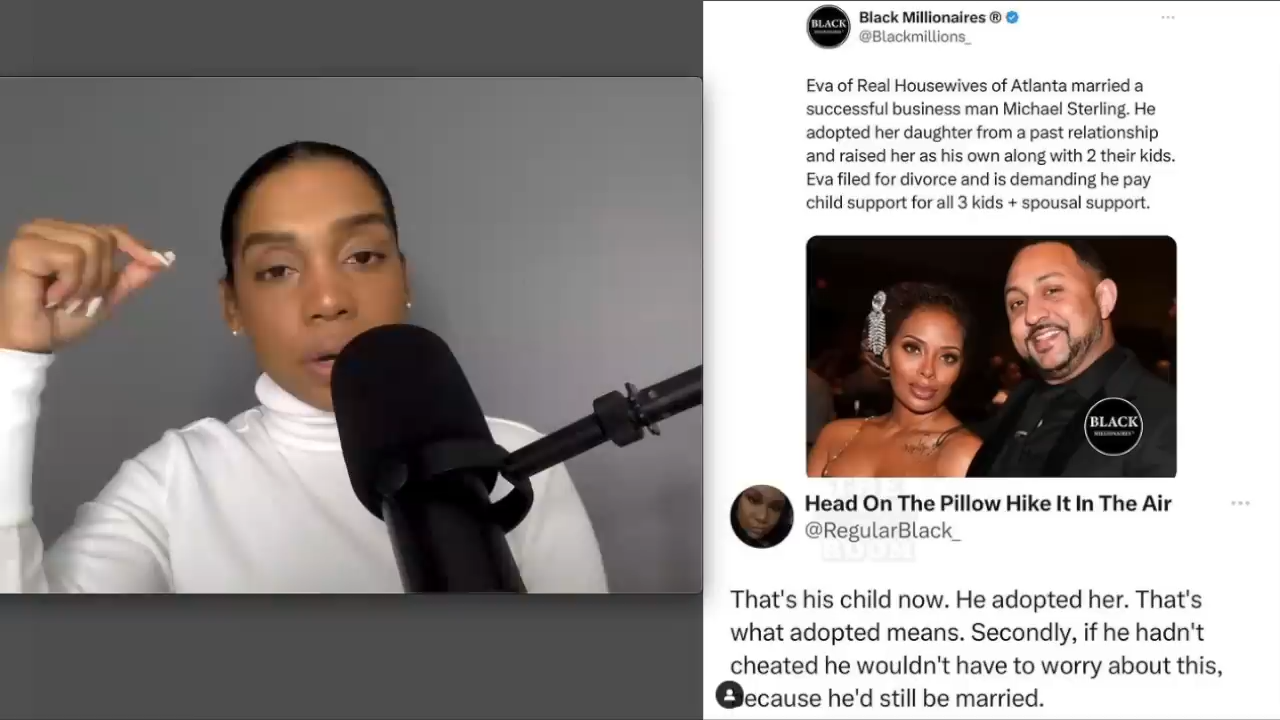 Black Millionaires ®
@Blackmillions_
Eva of Real Housewives of Atlanta married a
successful business man Michael Sterling. He
adopted her daughter from a past relationship
and raised her as his own along with 2 their kids.
Eva filed for divorce and is demanding he pay
child support for all 3 kids + spousal support.
BLACK
MILLIONAIRES
BLACK
MILLIONAIRES
Head On The Pillow Hike It In The Air
@RegularBlack_
That's his child now. He adopted her. That's
what adopted means. Secondly, if he hadn't
cheated he wouldn't have to worry about this,
ecause he'd still be married.